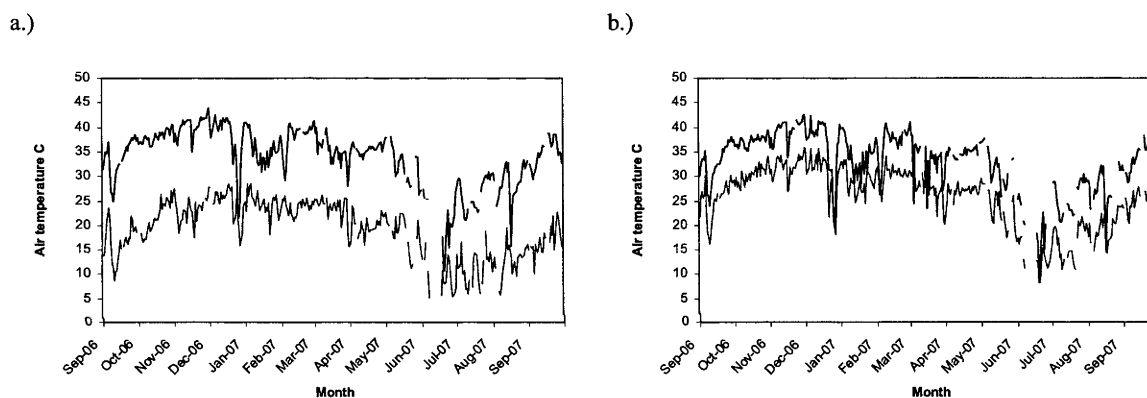 a.)
b.)
50
45
40
35
30
25
20
15
10
5
0
Air temperature C
Sep-06
Oct-06
Nov-06
Dec-06
Jan-07
Feb-07
Mar-07
Apr-07
May-07
Jun-07
Jul-07
Aug-07
Sep-07
Month
50
45
40
35
30
25
20
15
10
5
0
Air temperature C
Sep-06
Oct-06
Nov-06
Dec-06
Jan-07
Feb-07
Mar-07
Apr-07
May-07
Jun-07
Jul-07
Aug-07
Sep-07
Month